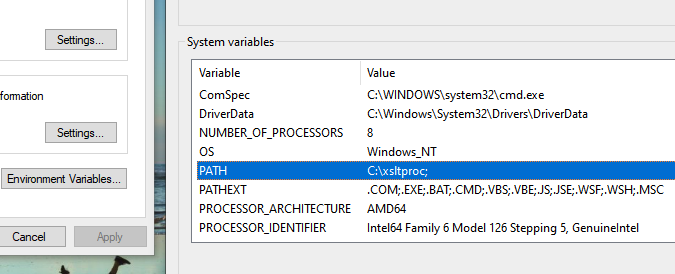 Settings...
formation
Settings...
Environment Variables...
Cancel Apply
System variables
Variable Value
ComSpec C:\WINDOWS\system32\cmd.exe
DriverData C:\Windows\System32\Drivers\DriverData
NUMBER_OF_PROCESSORS 8
OS Windows_NT
PATH C:\xsltproc;
PATHEXT .COM;.EXE;.BAT;.CMD;.VBS;.VBE;.JS;.JSE;.WSF;.WSH;.MSC
PROCESSOR_ARCHITECTURE AMD64
PROCESSOR_IDENTIFIER Intel64 Family 6 Model 126 Stepping 5, GenuineIntel